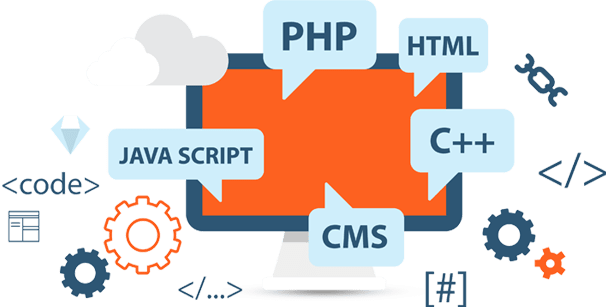 PHP
HTML
C++
JAVA SCRIPT
<code>
</>
CMS
</...>
[#]